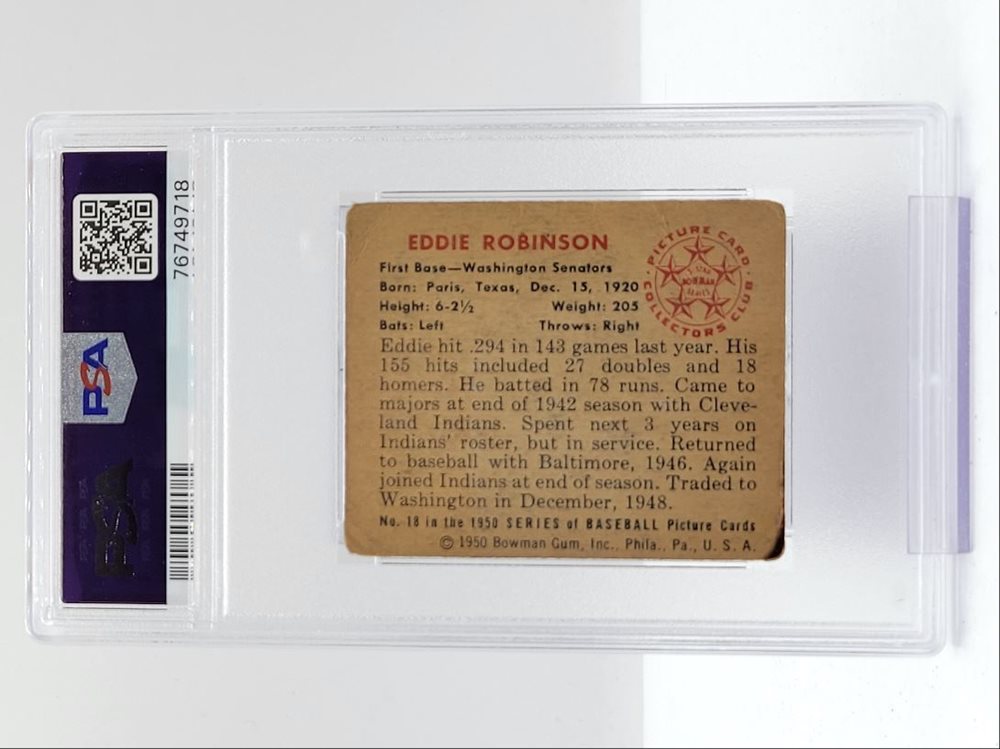 76749718
PSA
PSA
EDDIE ROBINSON
First Base—Washington Senators
Born: Paris, Texas, Dec. 15, 1920
Height: 6-2½ Weight: 205
Bats: Left Throws: Right
PICTURE CARD COLLECTORS CLUB
5 STAR
BOWMAN
SERIES
Eddie hit .294 in 143 games last year. His
155 hits included 27 doubles and 18
homers. He batted in 78 runs. Came to
majors at end of 1942 season with Cleve-
land Indians. Spent next 3 years on
Indians' roster, but in service. Returned
to baseball with Baltimore, 1946. Again
joined Indians at end of season. Traded to
Washington in December, 1948.
No. 18 in the 1950 SERIES of BASEBALL Picture Cards
© 1950 Bowman Gum, Inc., Phila., Pa., U. S. A.